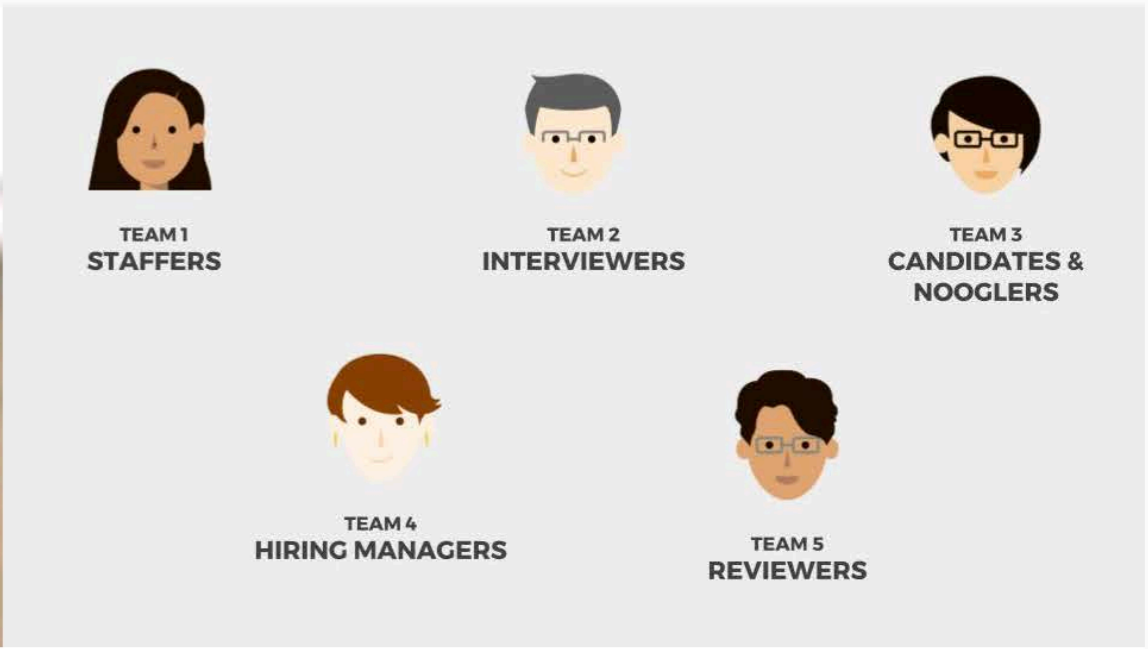 TEAM 1
STAFFERS
TEAM 2
INTERVIEWERS
TEAM 3
CANDIDATES &
NOOGLERS
TEAM 4
HIRING MANAGERS
TEAM 5
REVIEWERS